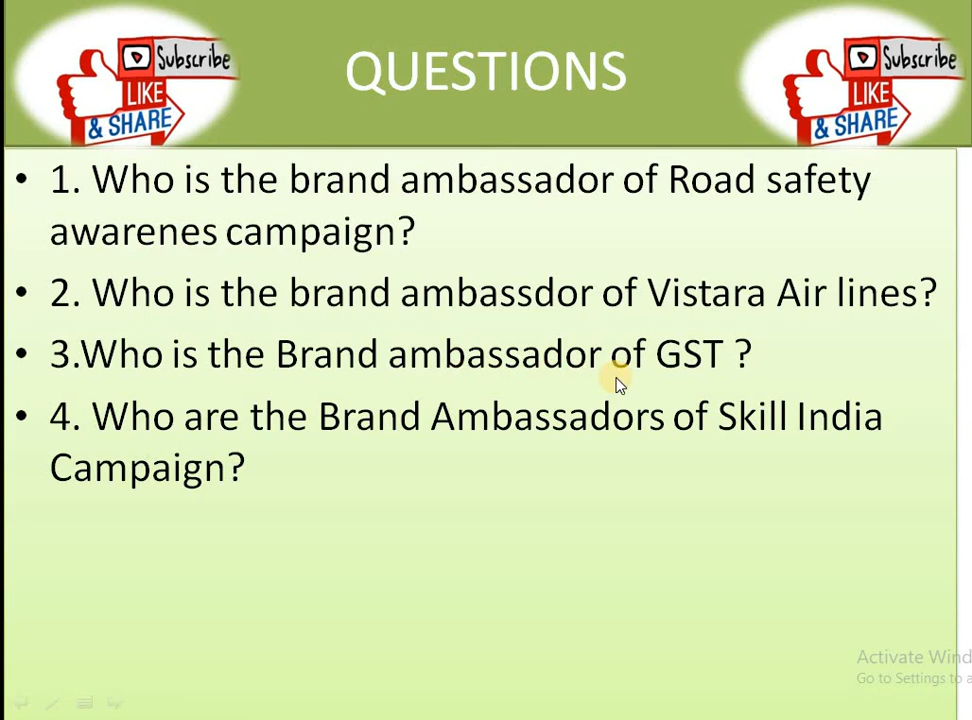 Subscribe
LIKE
& SHARE
QUESTIONS
Subscribe
LIKE
& SHARE
• 1. Who is the brand ambassador of Road safety
awarenes campaign?
• 2. Who is the brand ambassdor of Vistara Air lines?
• 3.Who is the Brand ambassador of GST ?
• 4. Who are the Brand Ambassadors of Skill India
Campaign?
Activate Wind
Go to Settings to a